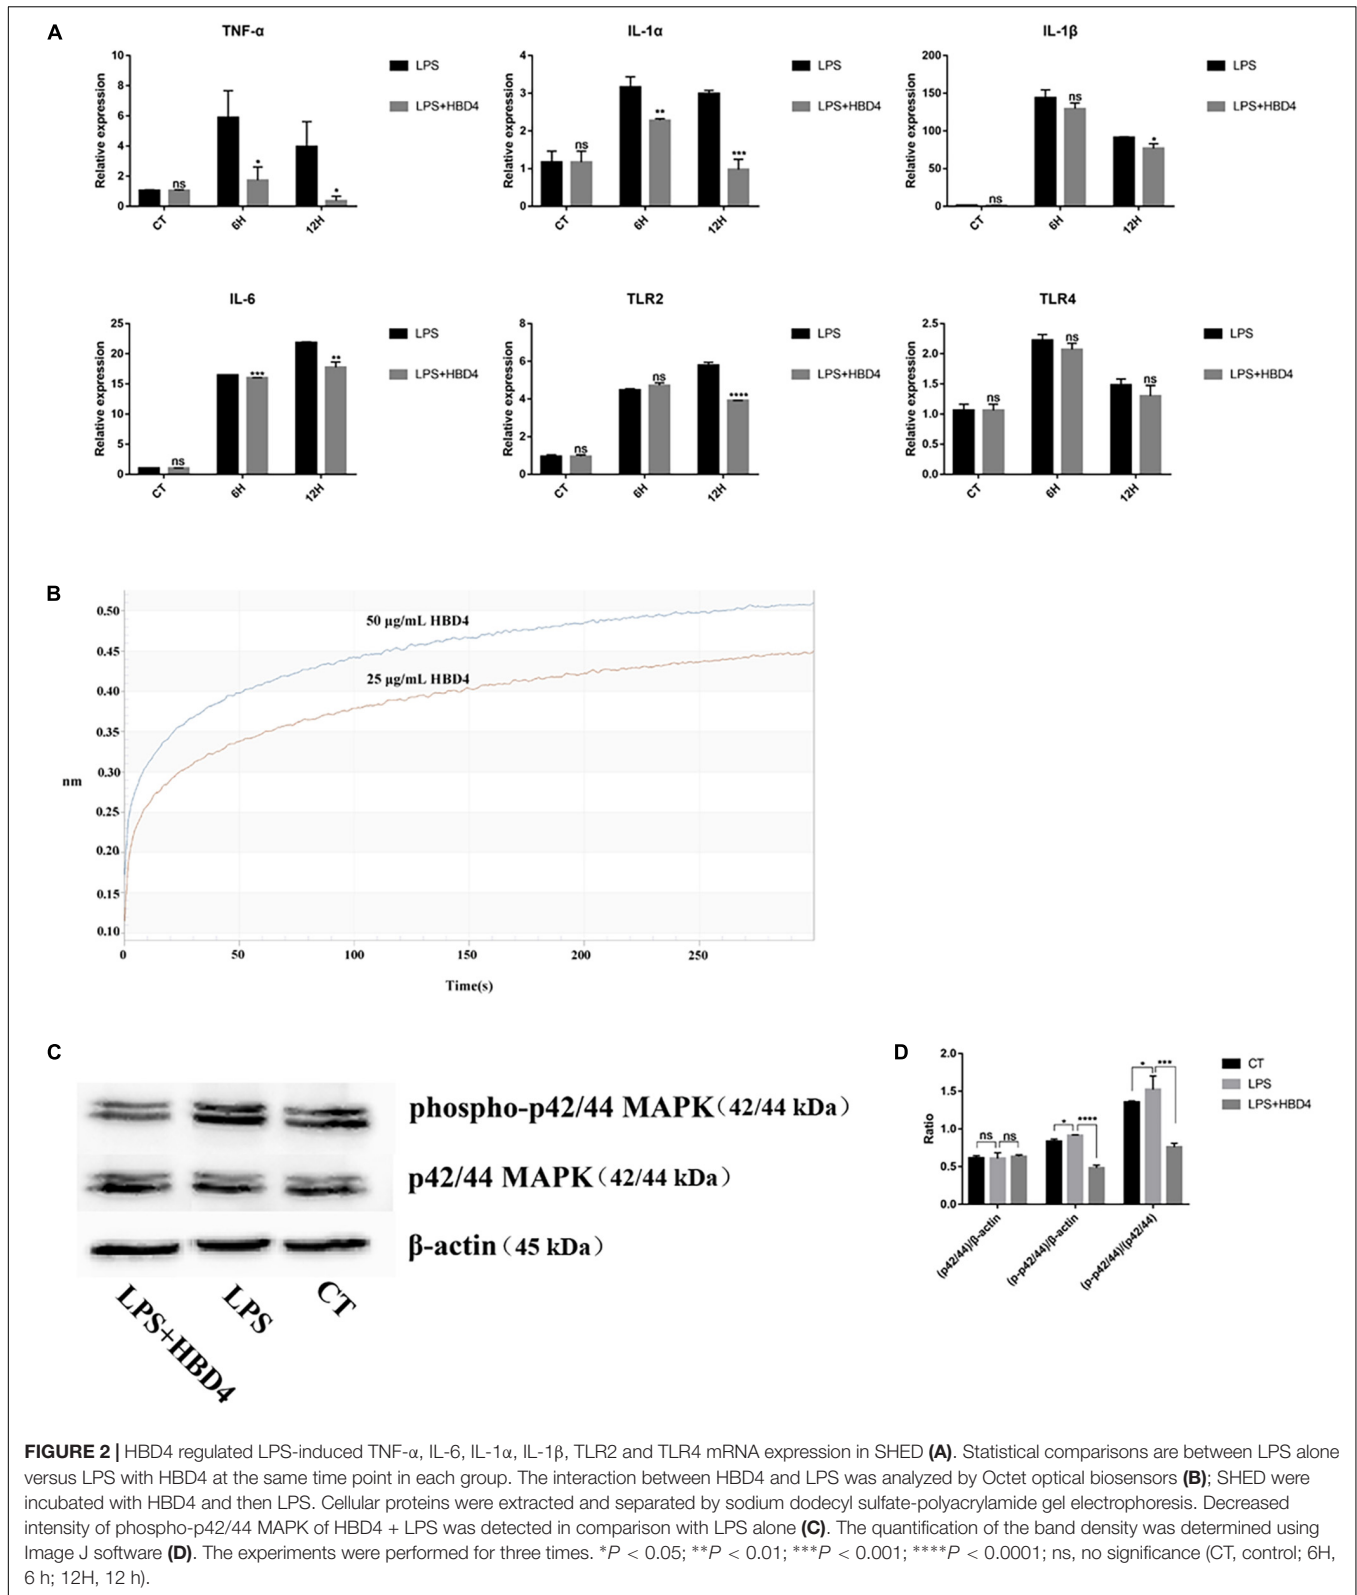 A
TNF-α
Relative expression
10
8
6
4
2
0
ns
*
*
CT
6H
12H
LPS
LPS+HBD4
IL-1α
Relative expression
4
3
2
1
0
ns
**
***
CT
6H
12H
LPS
LPS+HBD4
IL-1β
Relative expression
200
150
100
50
0
ns
ns
*
CT
6H
12H
LPS
LPS+HBD4
IL-6
Relative expression
25
20
15
10
5
0
ns
***
**
CT
6H
12H
LPS
LPS+HBD4
TLR2
Relative expression
8
6
4
2
0
ns
ns
****
CT
6H
12H
LPS
LPS+HBD4
TLR4
Relative expression
2.5
2.0
1.5
1.0
0.5
0.0
ns
ns
ns
CT
6H
12H
LPS
LPS+HBD4
B
0.50
0.45
0.40
0.35
0.30
0.25
0.20
0.15
0.10
nm
50 µg/mL HBD4
25 µg/mL HBD4
0
50
100
150
200
250
Time(s)
C
phospho-p42/44 MAPK（42/44 kDa）
p42/44 MAPK（42/44 kDa）
β-actin（45 kDa）
LPS+HBD4
LPS
CT
D
Ratio
2.0
1.5
1.0
0.5
0.0
ns
ns
*
****
*
***
(p42/44)/β-actin
(p-p42/44)/β-actin
(p-p42/44)/(p42/44)
CT
LPS
LPS+HBD4
FIGURE 2 | HBD4 regulated LPS-induced TNF-α, IL-6, IL-1α, IL-1β, TLR2 and TLR4 mRNA expression in SHED (A). Statistical comparisons are between LPS alone
versus LPS with HBD4 at the same time point in each group. The interaction between HBD4 and LPS was analyzed by Octet optical biosensors (B); SHED were
incubated with HBD4 and then LPS. Cellular proteins were extracted and separated by sodium dodecyl sulfate-polyacrylamide gel electrophoresis. Decreased
intensity of phospho-p42/44 MAPK of HBD4 + LPS was detected in comparison with LPS alone (C). The quantification of the band density was determined using
Image J software (D). The experiments were performed for three times. *P < 0.05; **P < 0.01; ***P < 0.001; ****P < 0.0001; ns, no significance (CT, control; 6H,
6 h; 12H, 12 h).